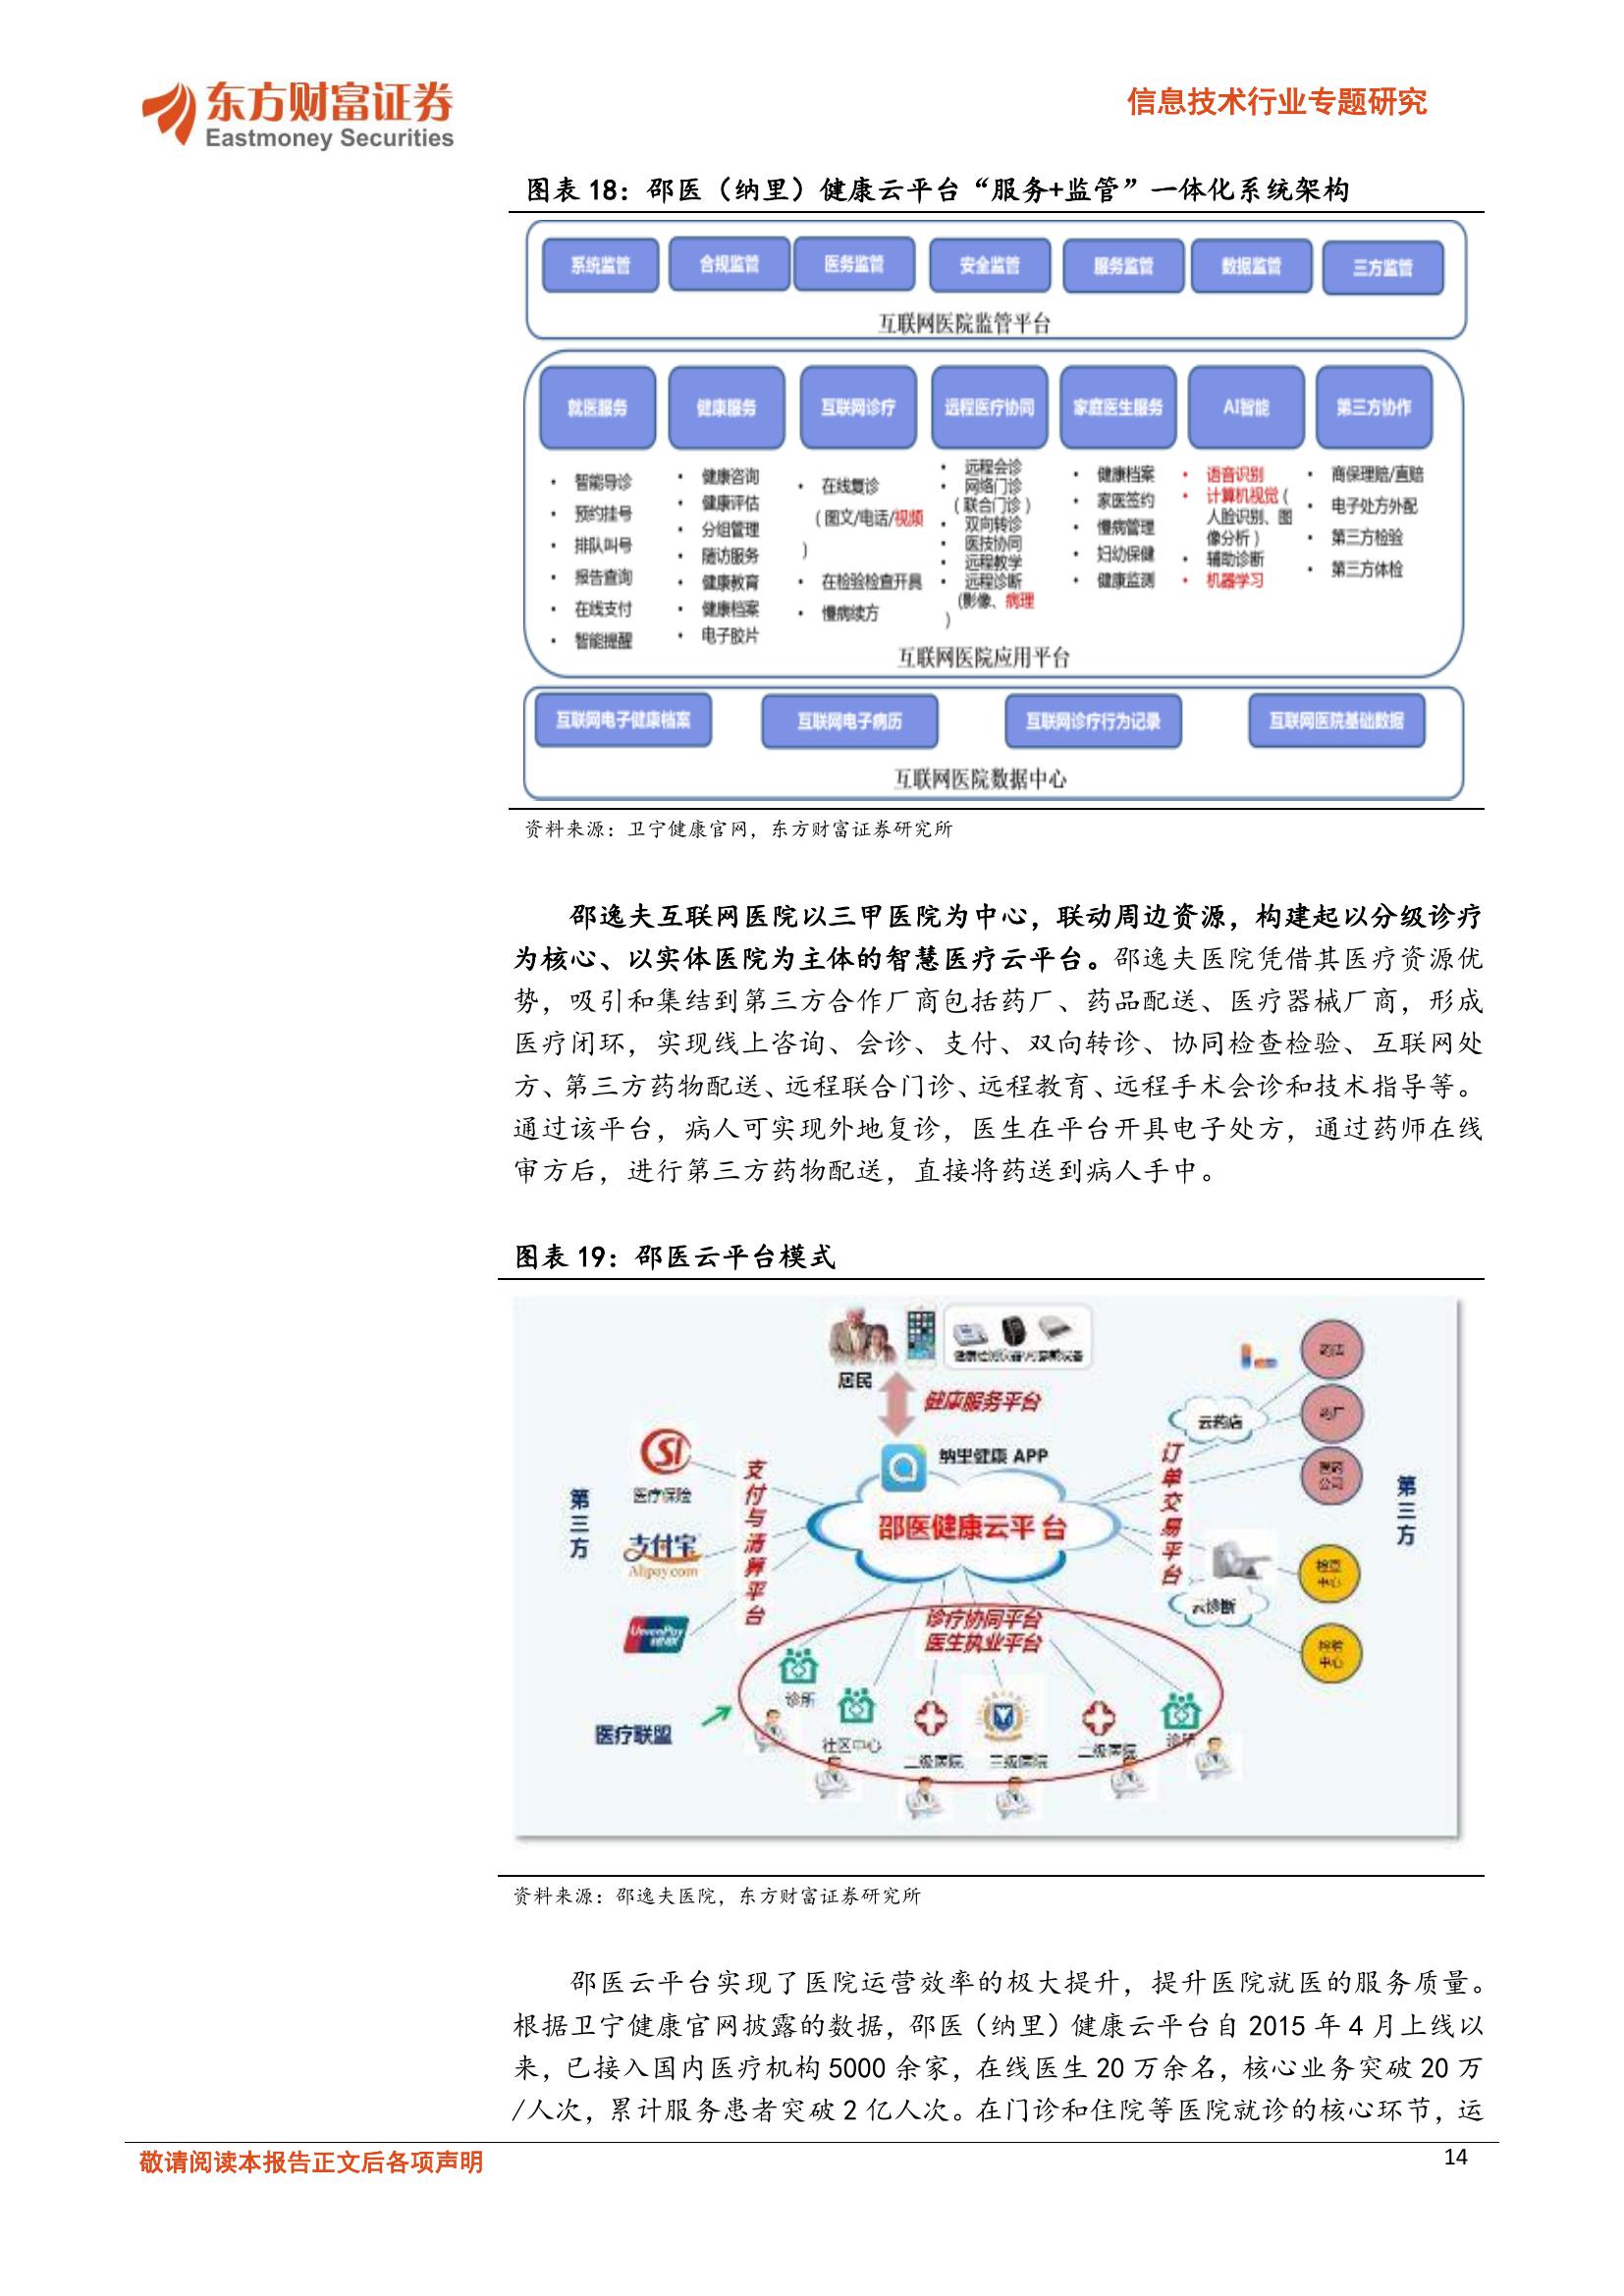 东方财富证券
Eastmoney Securities
信息技术行业专题研究
图表 18：邵医（纳里）健康云平台“服务+监管”一体化系统架构
系统监管 合规监管 医务监管 安全监管 服务监管 数据监管 三方监管
互联网医院监管平台
就医服务 健康服务 互联网诊疗 远程医疗协同 家庭医生服务 AI智能 第三方协作
• 智能导诊
• 预约挂号
• 排队叫号
• 报告查询
• 在线支付
• 智能提醒
• 健康咨询
• 健康评估
• 分组管理
• 随访服务
• 健康教育
• 健康档案
• 电子胶片
• 在线复诊
（图文/电话/视频
）
• 在检验检查开具
• 慢病续方
• 远程会诊
• 网络门诊
（联合门诊）
• 双向转诊
• 医技协同
• 远程教学
• 远程诊断
(影像、病理
）
• 健康档案
• 家医签约
• 慢病管理
• 妇幼保健
• 健康监测
• 语音识别
• 计算机视觉（
人脸识别、图
像分析）
• 辅助诊断
• 机器学习
• 商保理赔/直赔
• 电子处方外配
• 第三方检验
• 第三方体检
互联网医院应用平台
互联网电子健康档案 互联网电子病历 互联网诊疗行为记录 互联网医院基础数据
互联网医院数据中心
资料来源：卫宁健康官网，东方财富证券研究所
邵逸夫互联网医院以三甲医院为中心，联动周边资源，构建起以分级诊疗
为核心、以实体医院为主体的智慧医疗云平台。邵逸夫医院凭借其医疗资源优
势，吸引和集结到第三方合作厂商包括药厂、药品配送、医疗器械厂商，形成
医疗闭环，实现线上咨询、会诊、支付、双向转诊、协同检查检验、互联网处
方、第三方药物配送、远程联合门诊、远程教育、远程手术会诊和技术指导等。
通过该平台，病人可实现外地复诊，医生在平台开具电子处方，通过药师在线
审方后，进行第三方药物配送，直接将药送到病人手中。
图表 19：邵医云平台模式
居民
健康服务平台
纳里健康 APP
邵医健康云平 台
第三方
医疗保险
支付宝
Alipay.com
UnionPay
银联
支付与清算平台
订单交易平台
云药店
药厂
医药
公司
第三方
检查
中心
云诊断
检验
中心
诊疗协同平台
医生执业平台
诊所
社区中心
二级医院
三级医院
二级医院
诊所
医疗联盟
资料来源：邵逸夫医院，东方财富证券研究所
邵医云平台实现了医院运营效率的极大提升，提升医院就医的服务质量。
根据卫宁健康官网披露的数据，邵医（纳里）健康云平台自 2015 年 4 月上线以
来，已接入国内医疗机构 5000 余家，在线医生 20 万余名，核心业务突破 20 万
/人次，累计服务患者突破 2 亿人次。在门诊和住院等医院就诊的核心环节，运
敬请阅读本报告正文后各项声明
14